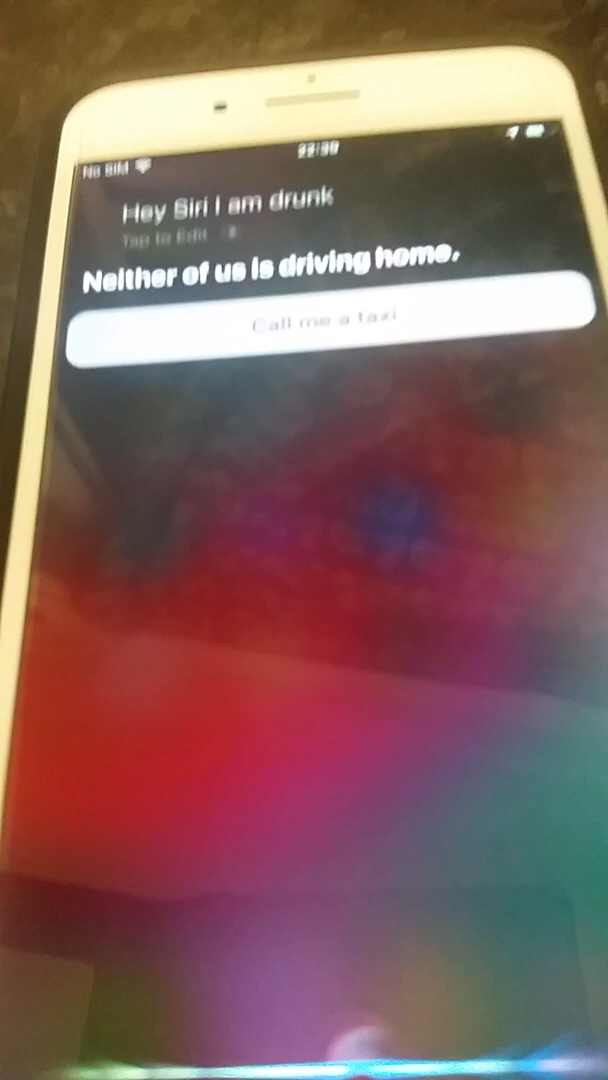 No SIM
22:39
Hey Siri I am drunk
Tap to Edit
Neither of us is driving home.
Call me a taxi